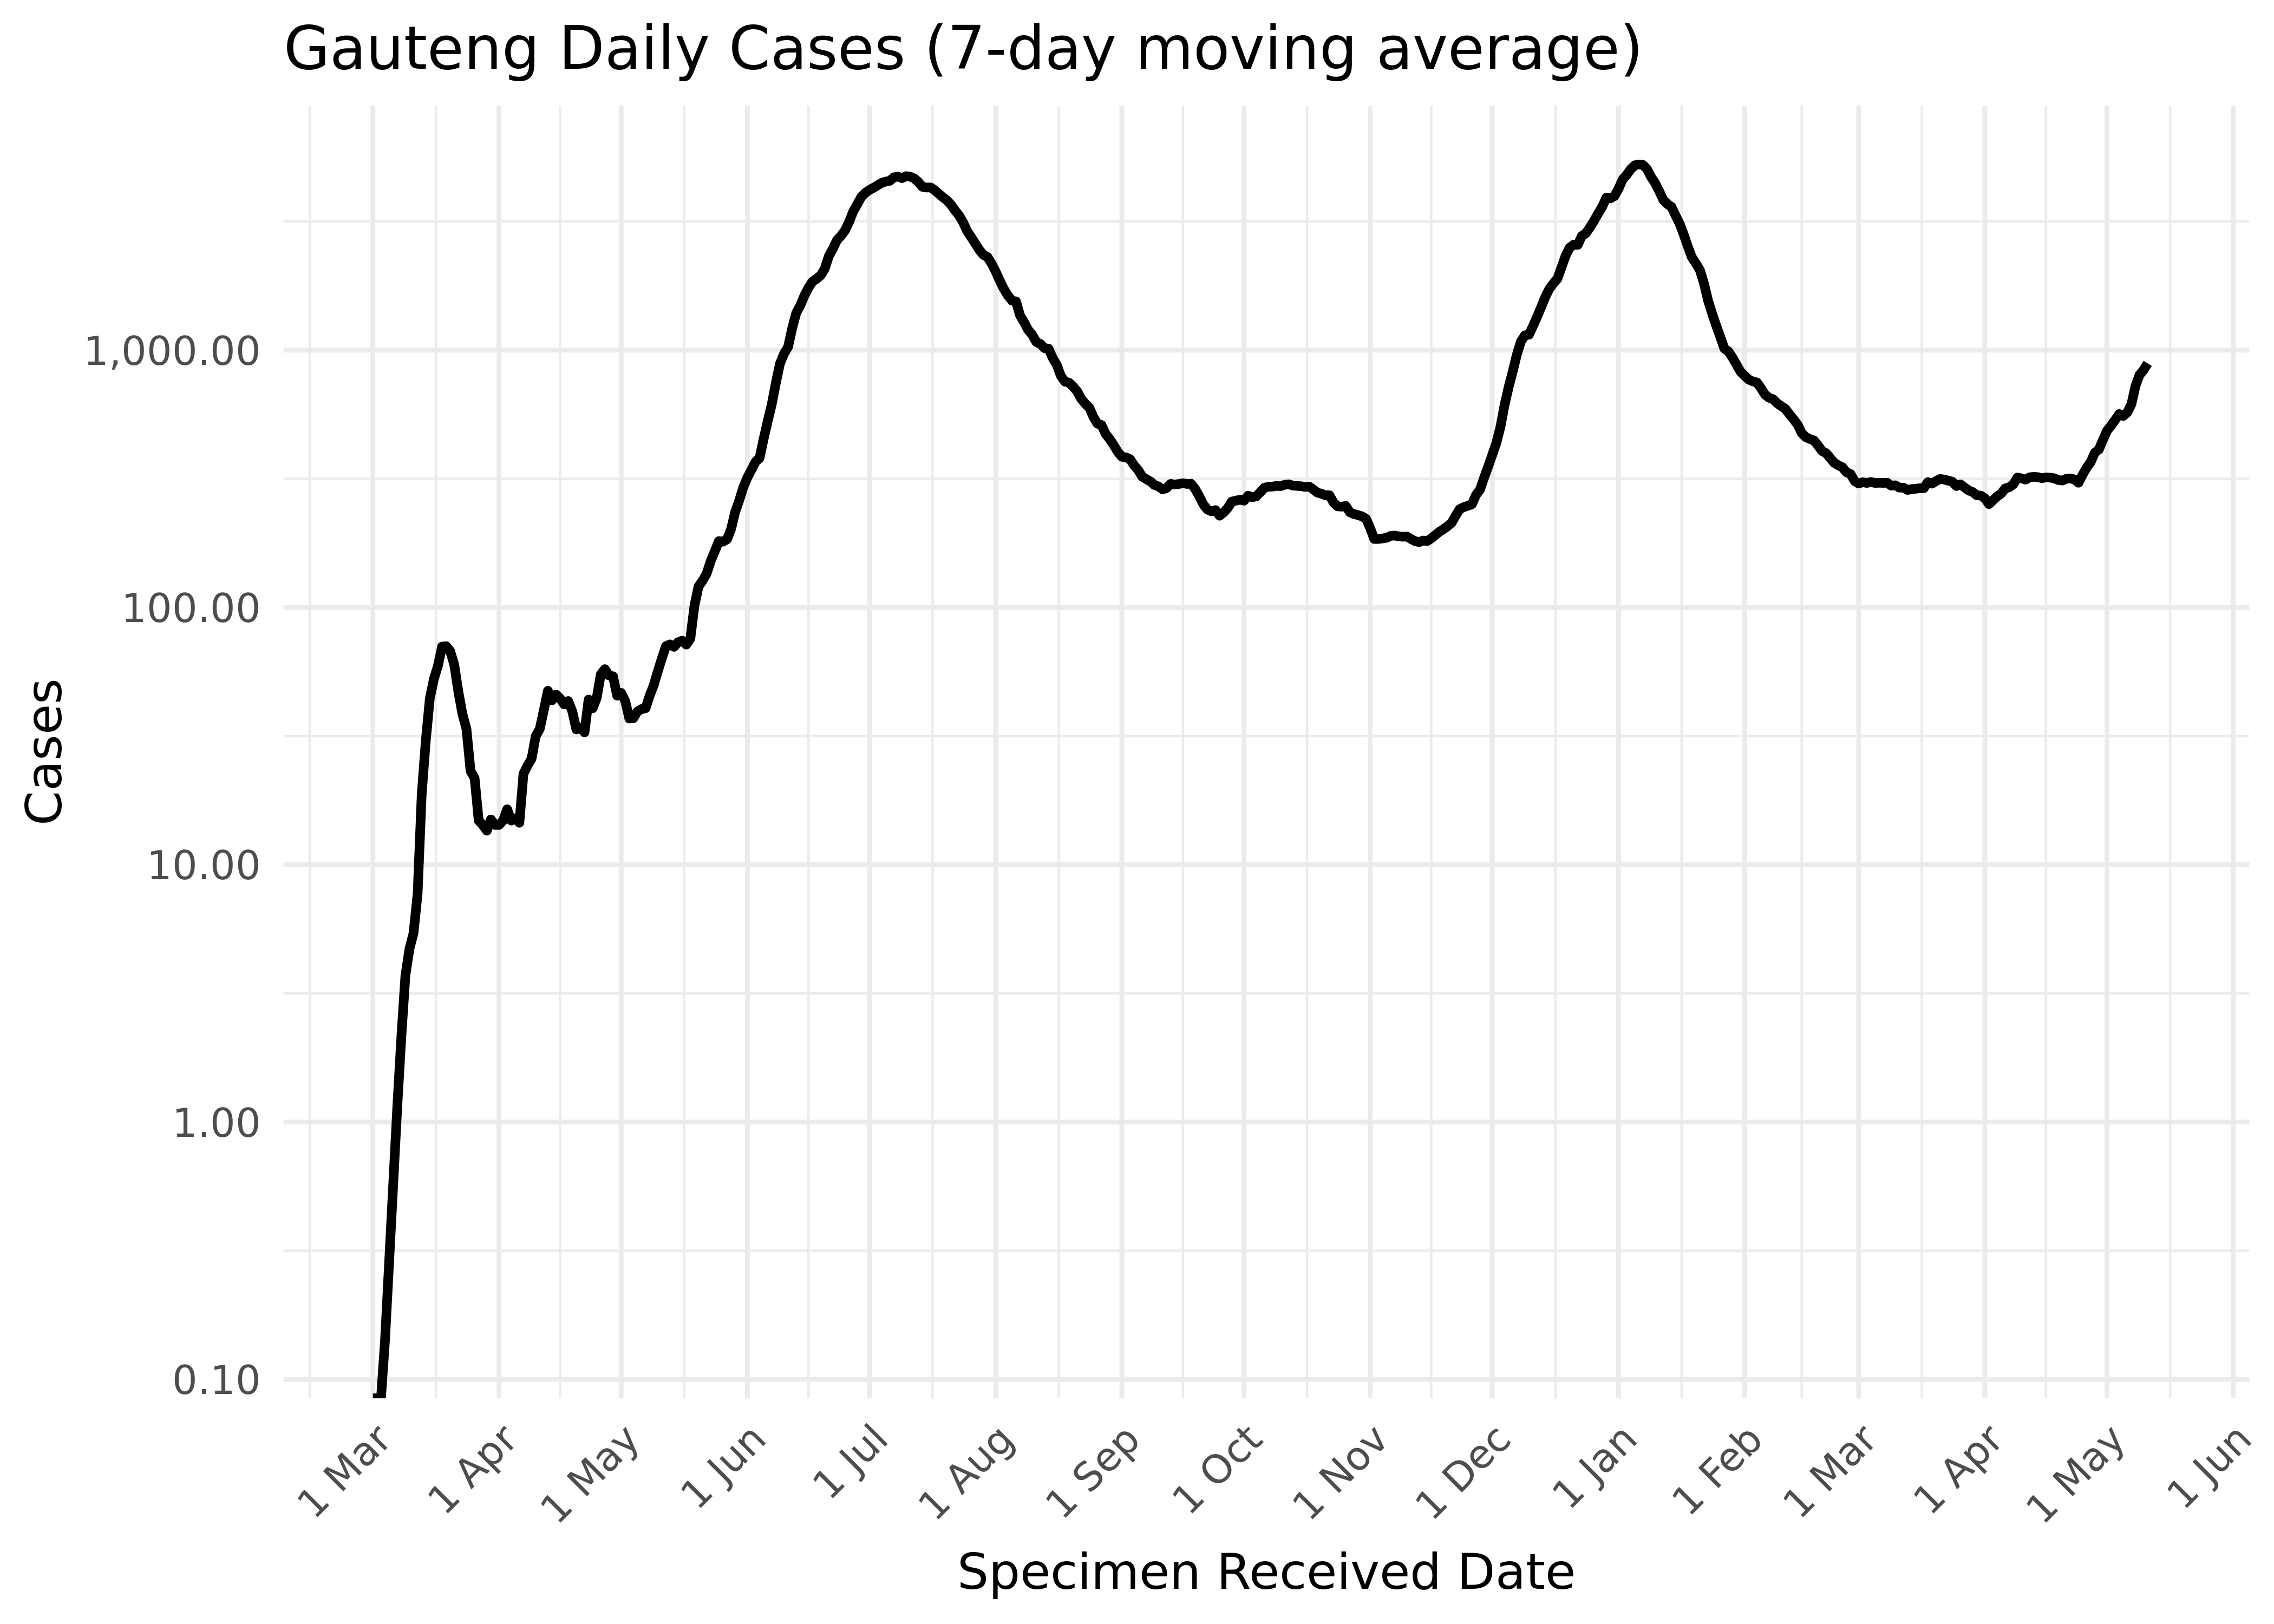 Gauteng Daily Cases (7-day moving average)
Cases
1,000.00
100.00
10.00
1.00
0.10
1 Mar
1 Apr
1 May
1 Jun
1 Jul
1 Aug
1 Sep
1 Oct
1 Nov
1 Dec
1 Jan
1 Feb
1 Mar
1 Apr
1 May
1 Jun
Specimen Received Date